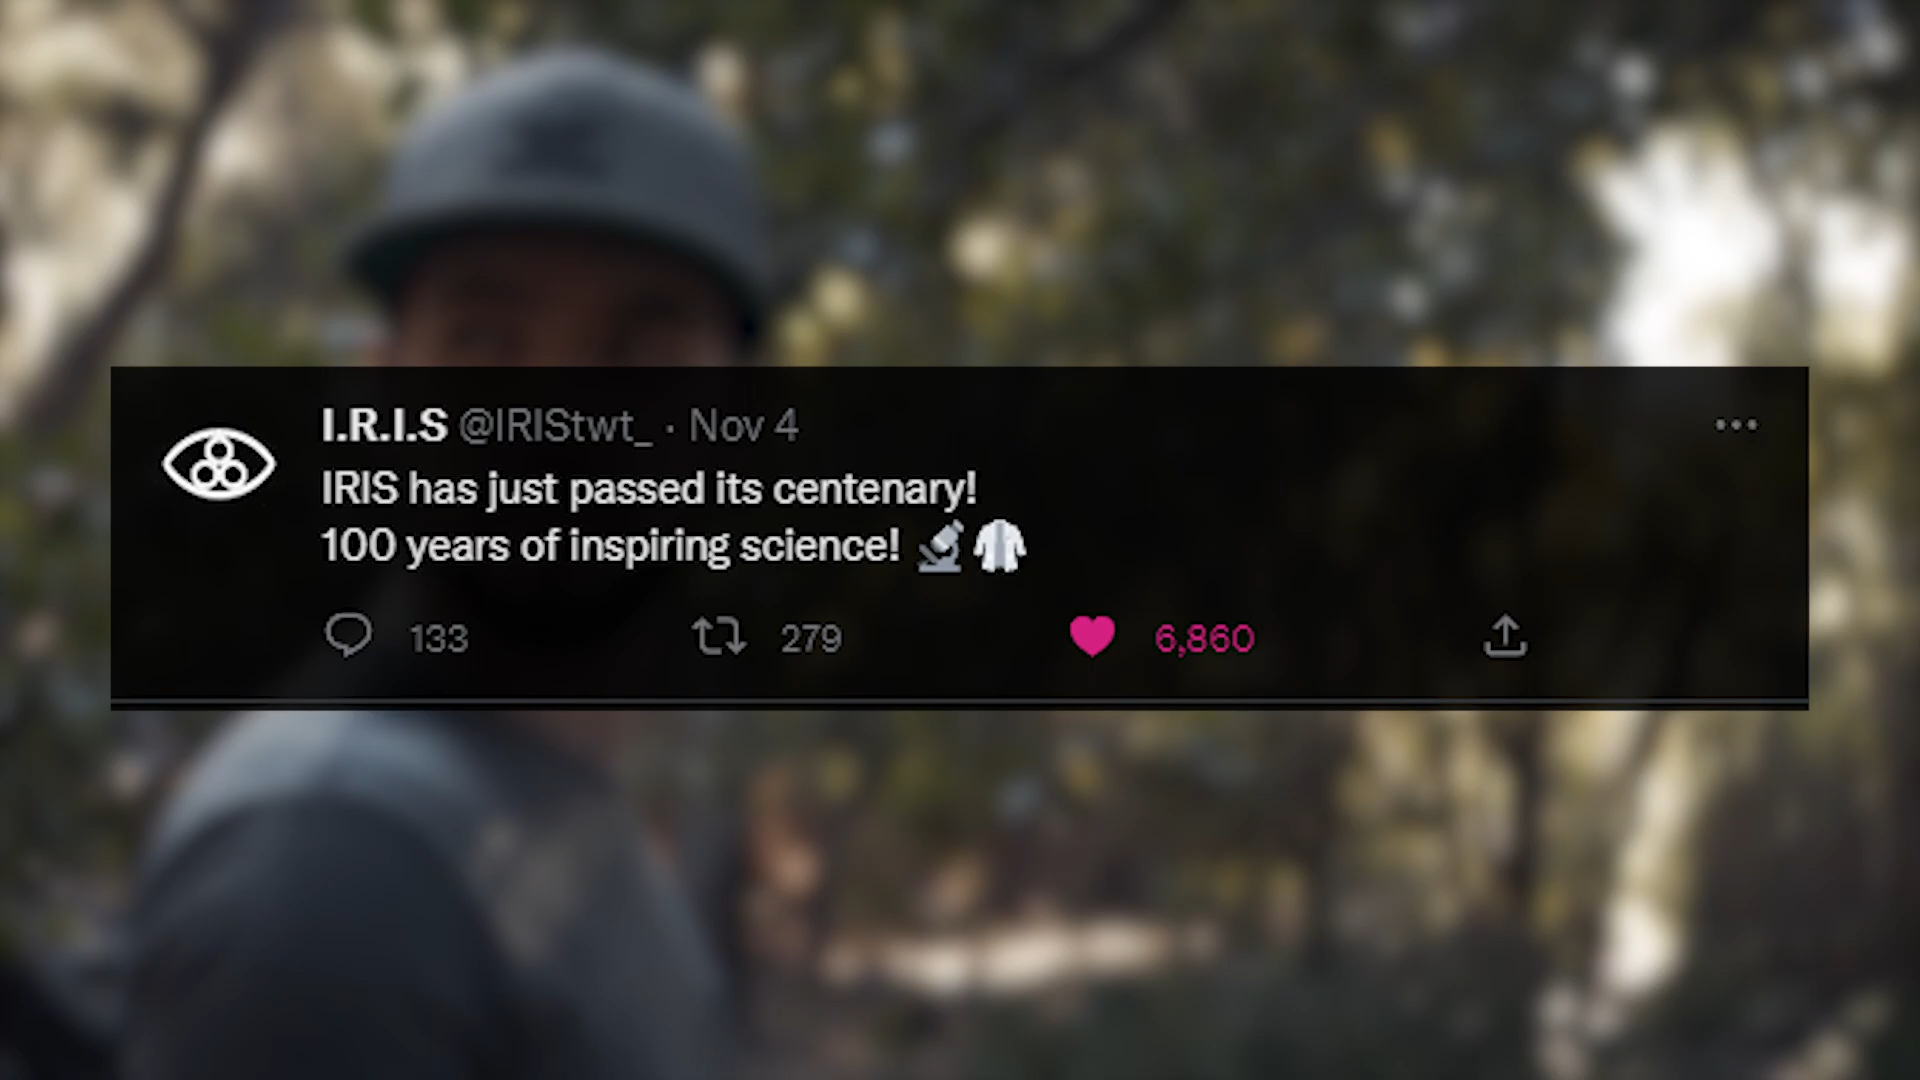 I.R.I.S @IRIStwt_ · Nov 4
IRIS has just passed its centenary!
100 years of inspiring science! 🔬🥼
133 279 6,860